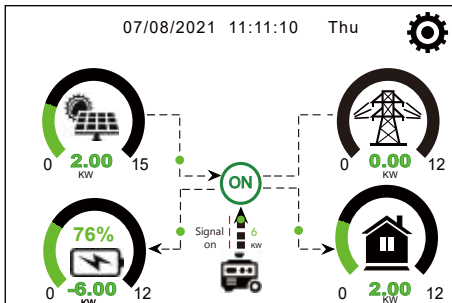 07/08/2021 11:11:10 Thu
2.00
KW
0 15
0.00
KW
0 12
ON
76%
-6.00
KW
0 12
Signal
on
6
KW
2.00
KW
0 12